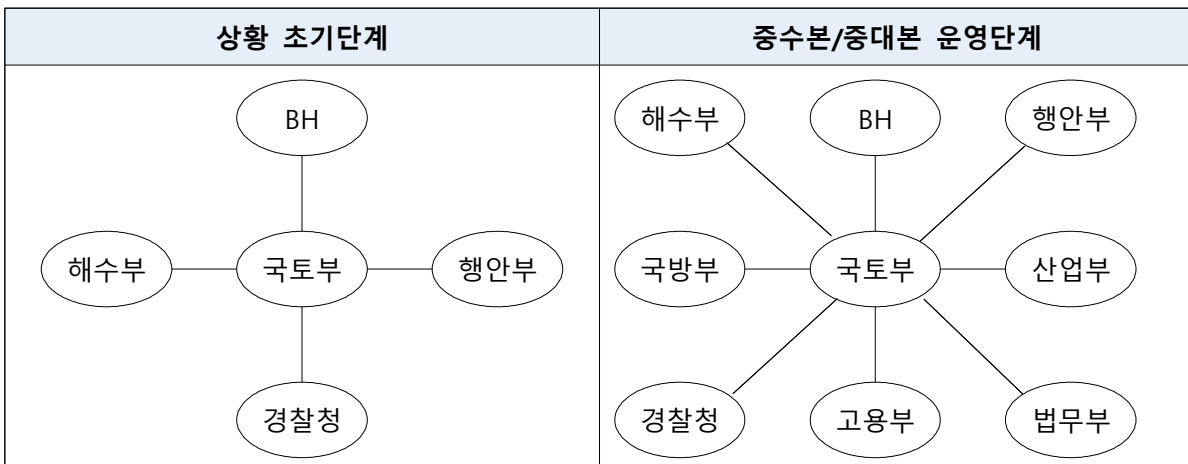 상황 초기단계
중수본/중대본 운영단계
BH
해수부
국토부
행안부
경찰청
해수부
BH
행안부
국방부
국토부
산업부
경찰청
고용부
법무부